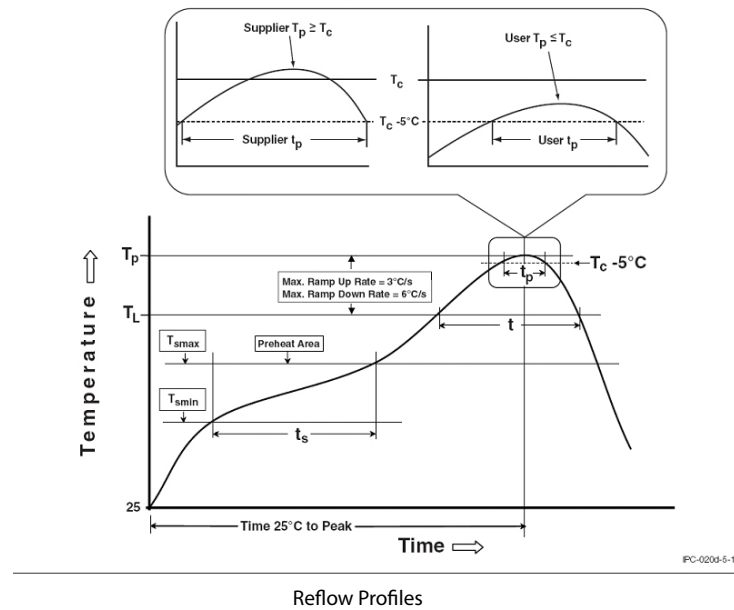 Supplier Tp ≥ Tc
User Tp ≤ Tc
Tc
Tc -5°C
Supplier tp
User tp
Tp
Tc -5°C
tp
Max. Ramp Up Rate = 3°C/s
Max. Ramp Down Rate = 6°C/s
TL
t
Tsmax
Preheat Area
Tsmin
ts
Temperature
25
Time 25°C to Peak
Time
IPC-020d-5-1
Reflow Profiles